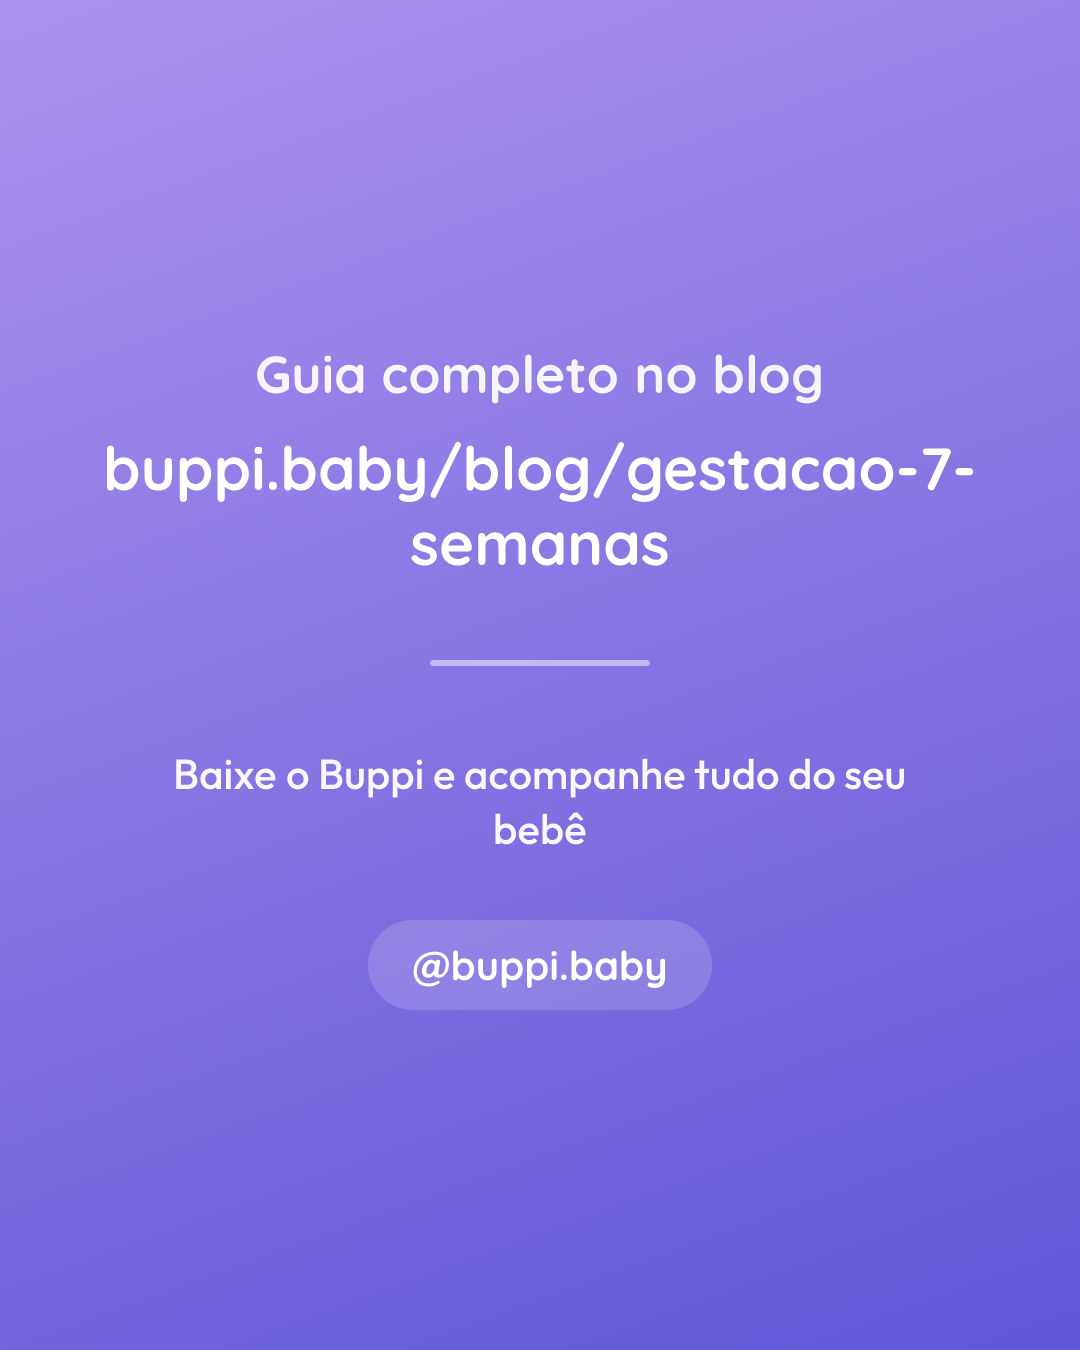 Guia completo no blog
buppi.baby/blog/gestacao-7-
semanas
Baixe o Buppi e acompanhe tudo do seu
bebê
@buppi.baby